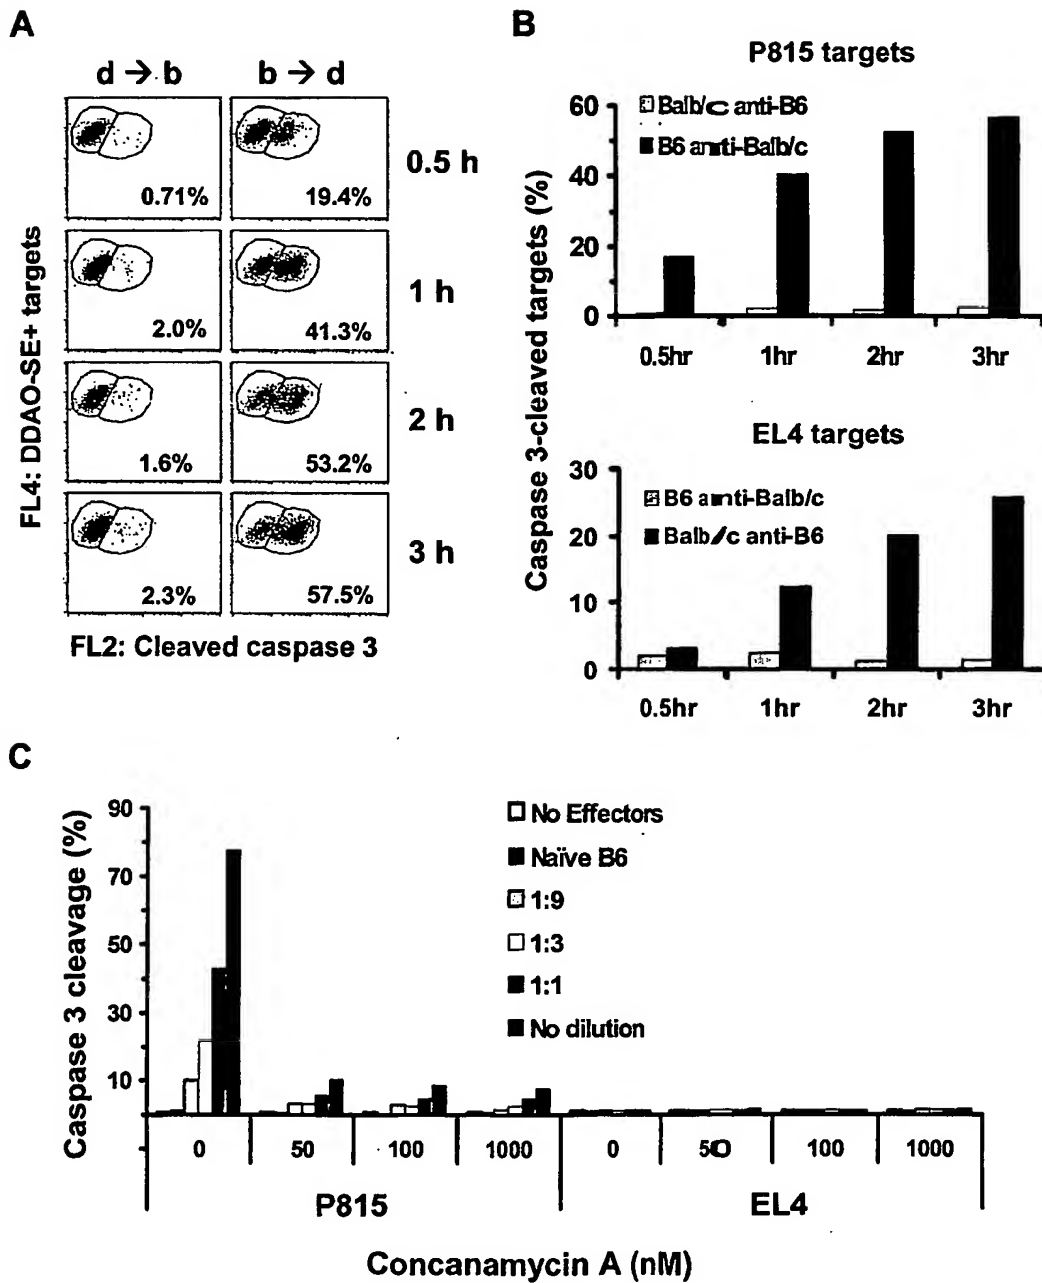 A
d → b
b → d
0.71%
19.4%
0.5 h
2.0%
41.3%
1 h
1.6%
53.2%
2 h
2.3%
57.5%
3 h
FL4: DDAO-SE+ targets
FL2: Cleaved caspase 3
B
P815 targets
Balb/c anti-B6
B6 anti-Balb/c
60
40
20
0
0.5hr 1hr 2hr 3hr
Caspase 3-cleaved targets (%)
EL4 targets
B6 anti-Balb/c
Balb/c anti-B6
30
20
10
0
0.5hr 1hr 2hr 3hr
C
Caspase 3 cleavage (%)
90
70
50
30
10
No Effectors
Naïve B6
1:9
1:3
1:1
No dilution
0 50 100 1000 0 50 100 1000
P815 EL4
Concanamycin A (nM)